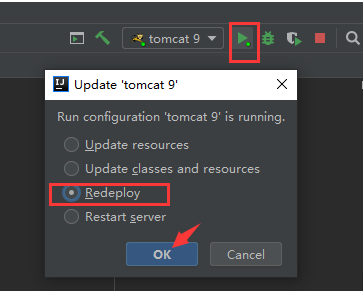 tomcat 9
IJ
Update 'tomcat 9'
Run configuration 'tomcat 9' is running.
Update resources
Update classes and resources
Redeploy
Restart server
OK
Cancel